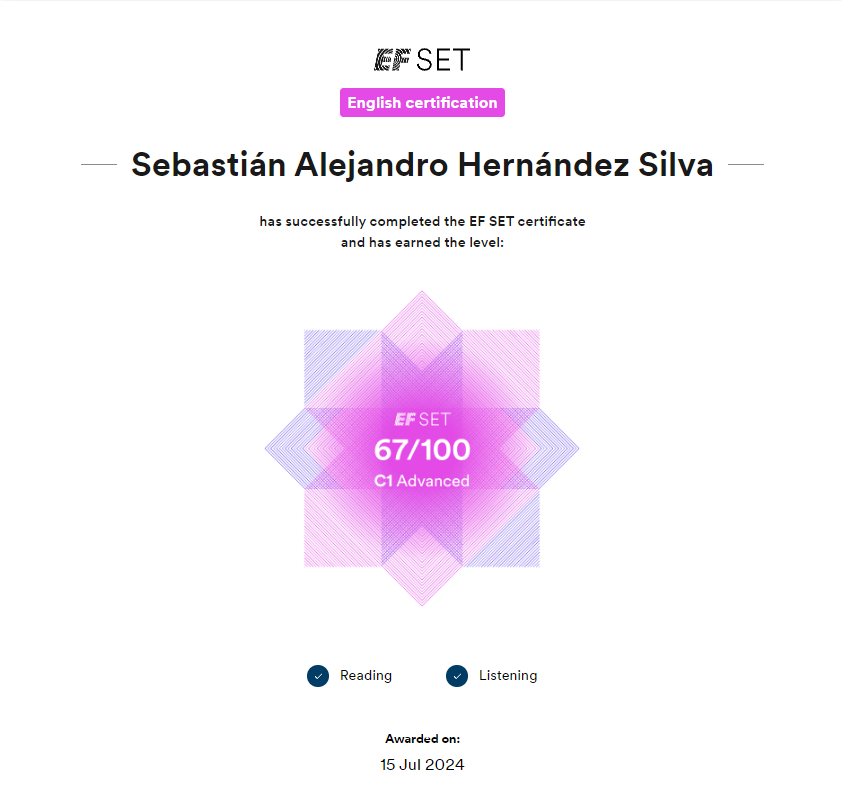 EF SET
English certification
Sebastián Alejandro Hernández Silva
has successfully completed the EF SET certificate
and has earned the level:
EF SET
67/100
C1 Advanced
Reading Listening
Awarded on:
15 Jul 2024